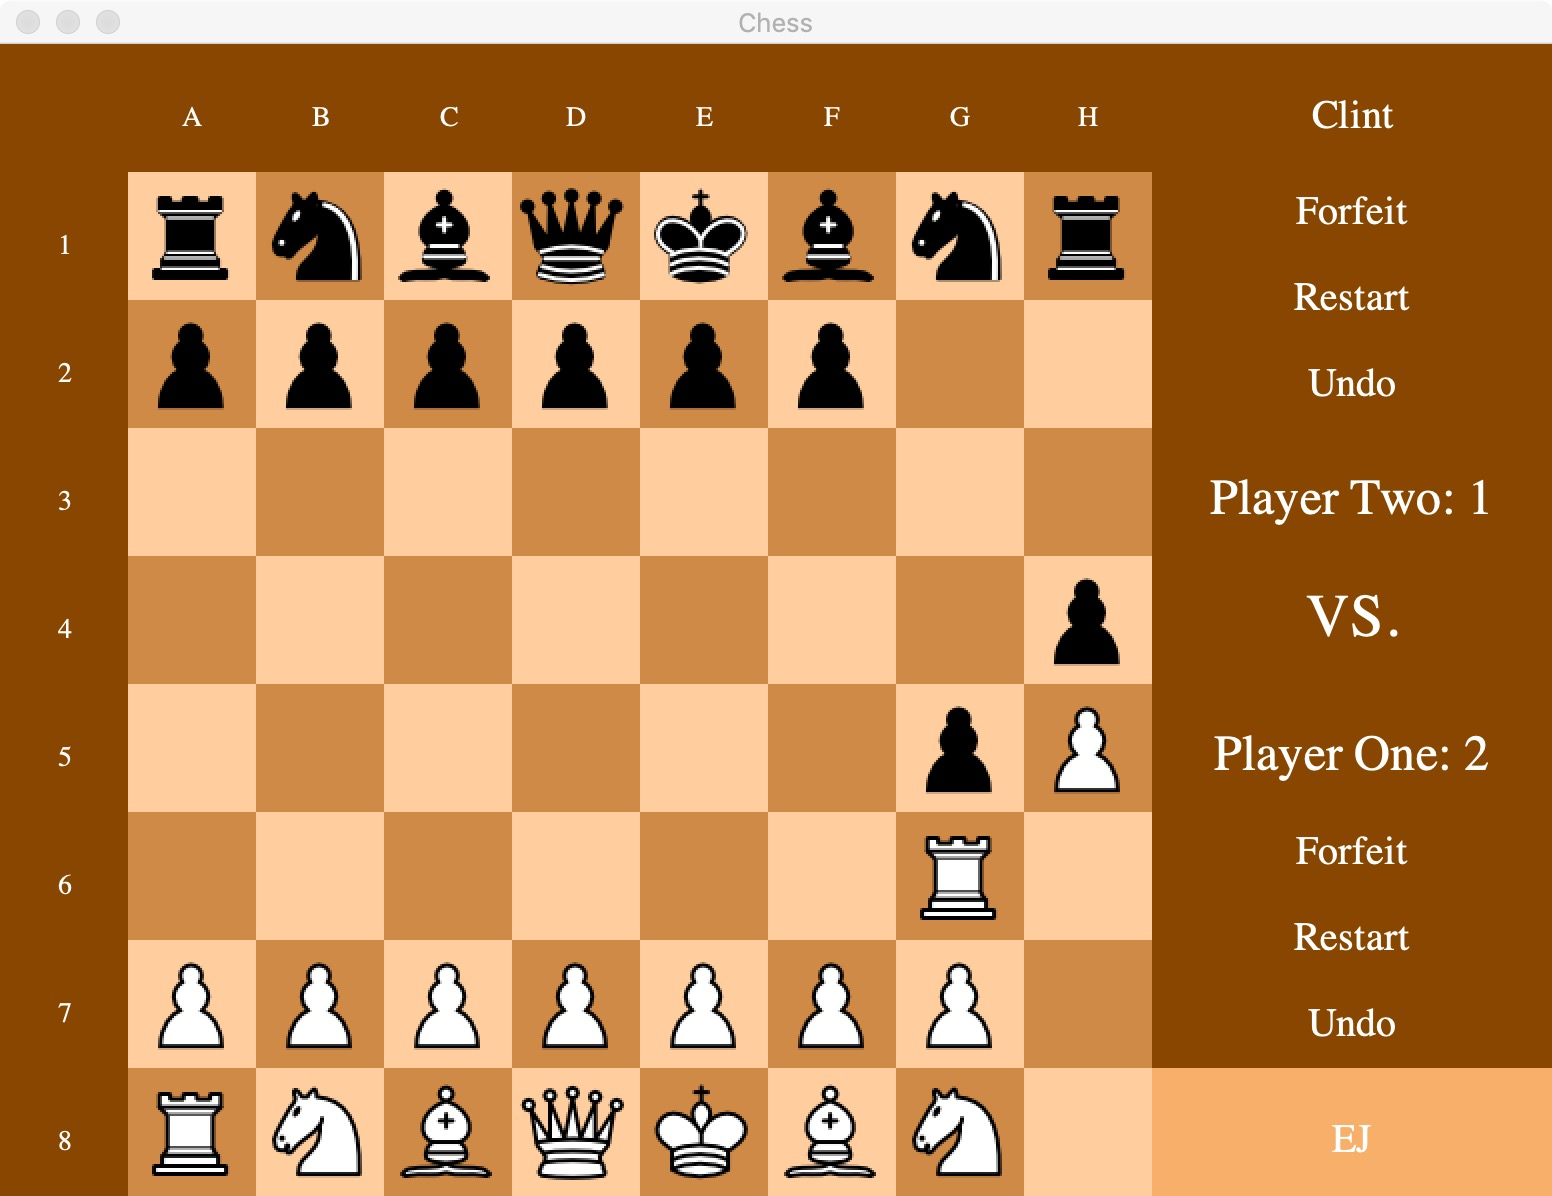 Chess
A B C D E F G H Clint
1 Forfeit
Restart
2 Undo
3 Player Two: 1
4 VS.
5 Player One: 2
6 Forfeit
Restart
7 Undo
8 EJ